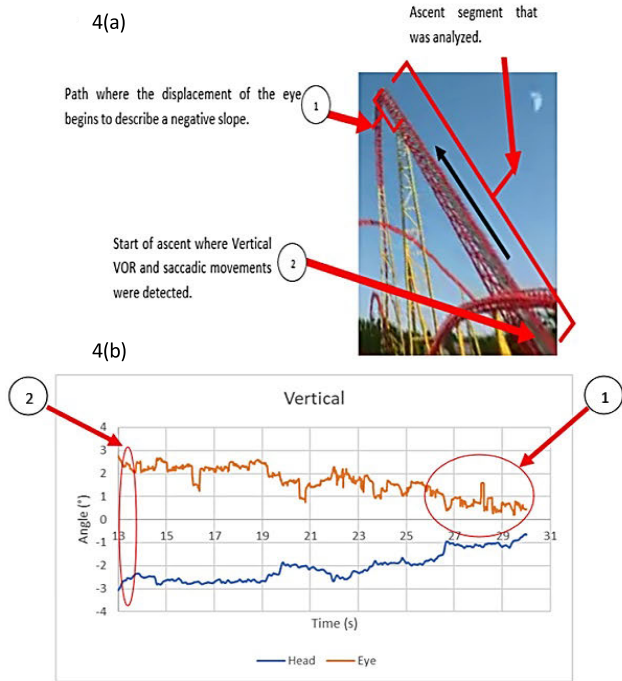 4(a)
Ascent segment that
was analyzed.
Path where the displacement of the eye
begins to describe a negative slope.
1
Start of ascent where Vertical
VOR and saccadic movements
were detected.
2
4(b)
2
1
Vertical
4
3
2
1
0
-1
-2
-3
-4
Angle (°)
13 15 17 19 21 23 25 27 29 31
Time (s)
Head Eye